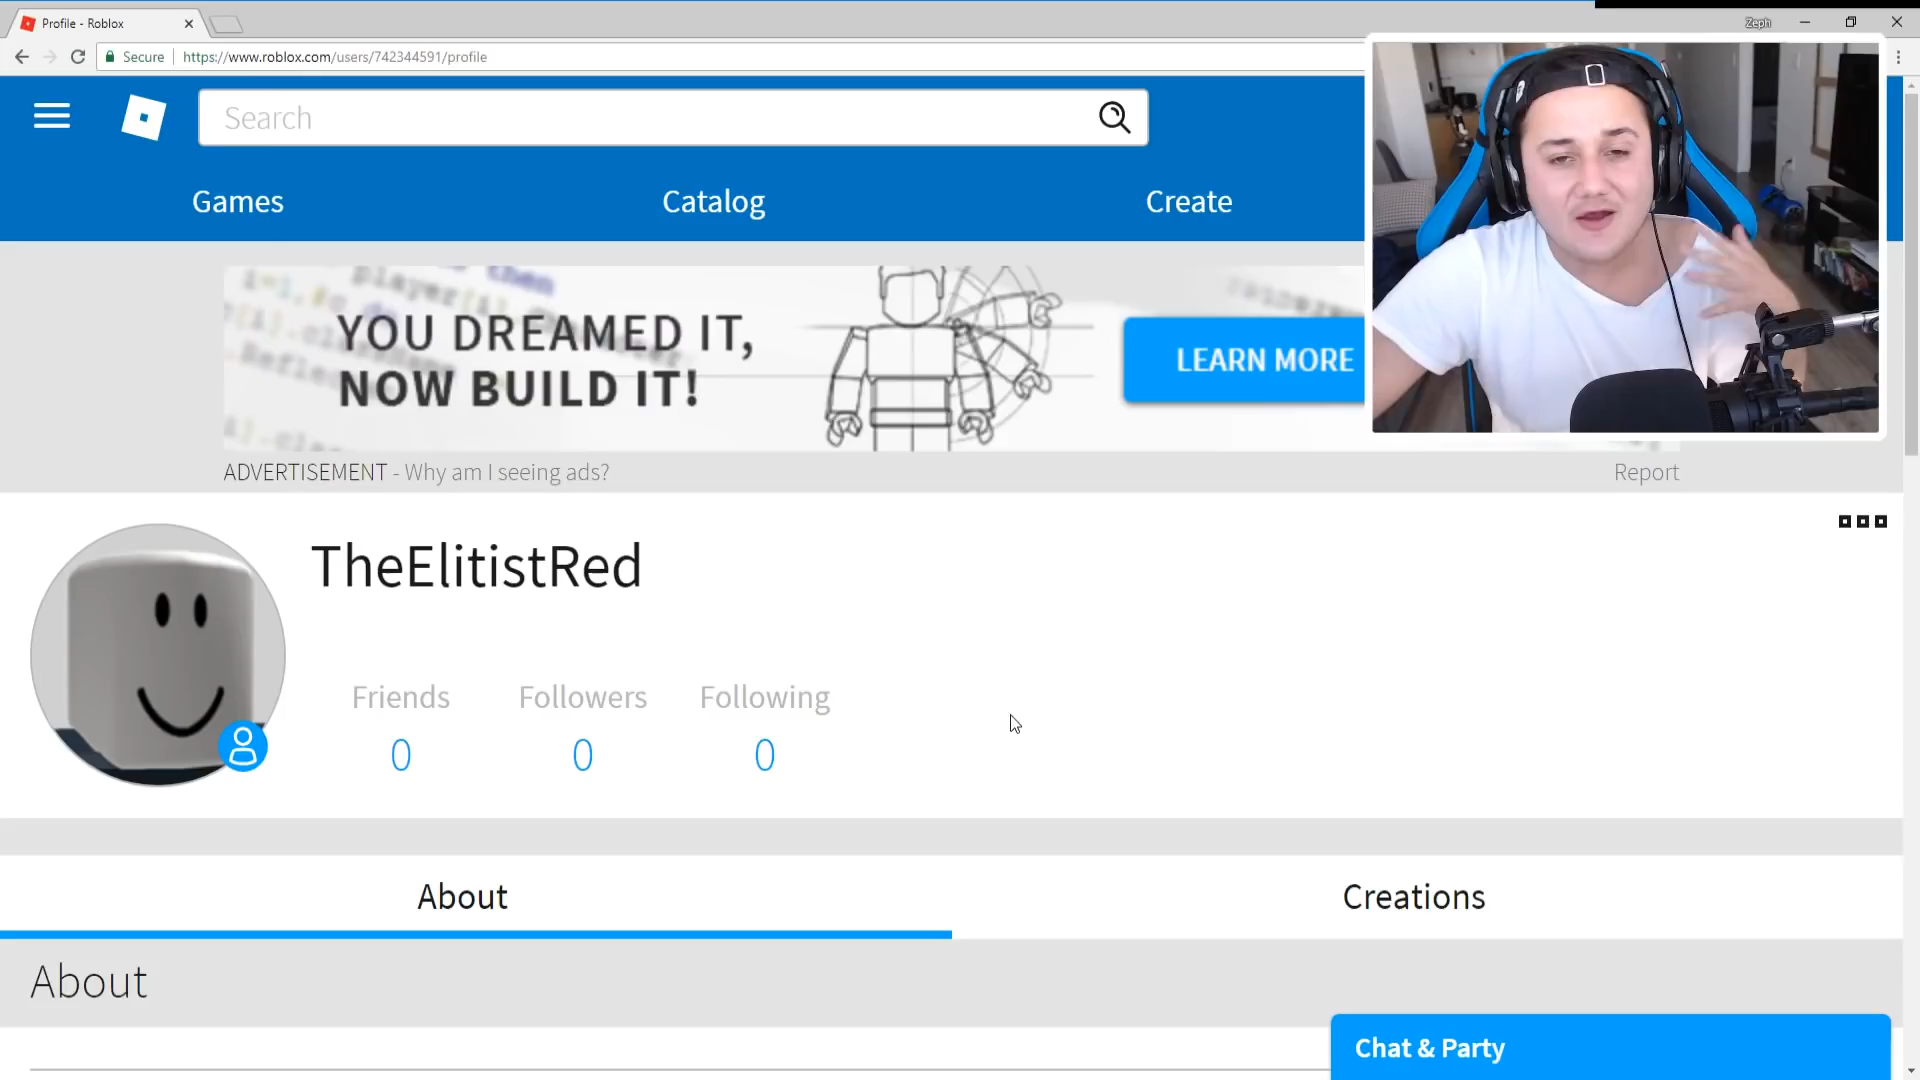 Profile - Roblox
Zeph
Secure
https://www.roblox.com/users/742344591/profile
Search
Games
Catalog
Create
then
YOU DREAMED IT,
NOW BUILD IT!
LEARN MORE
ADVERTISEMENT - Why am I seeing ads?
Report
TheElitistRed
Friends
Followers
Following
0
0
0
About
Creations
About
Chat & Party